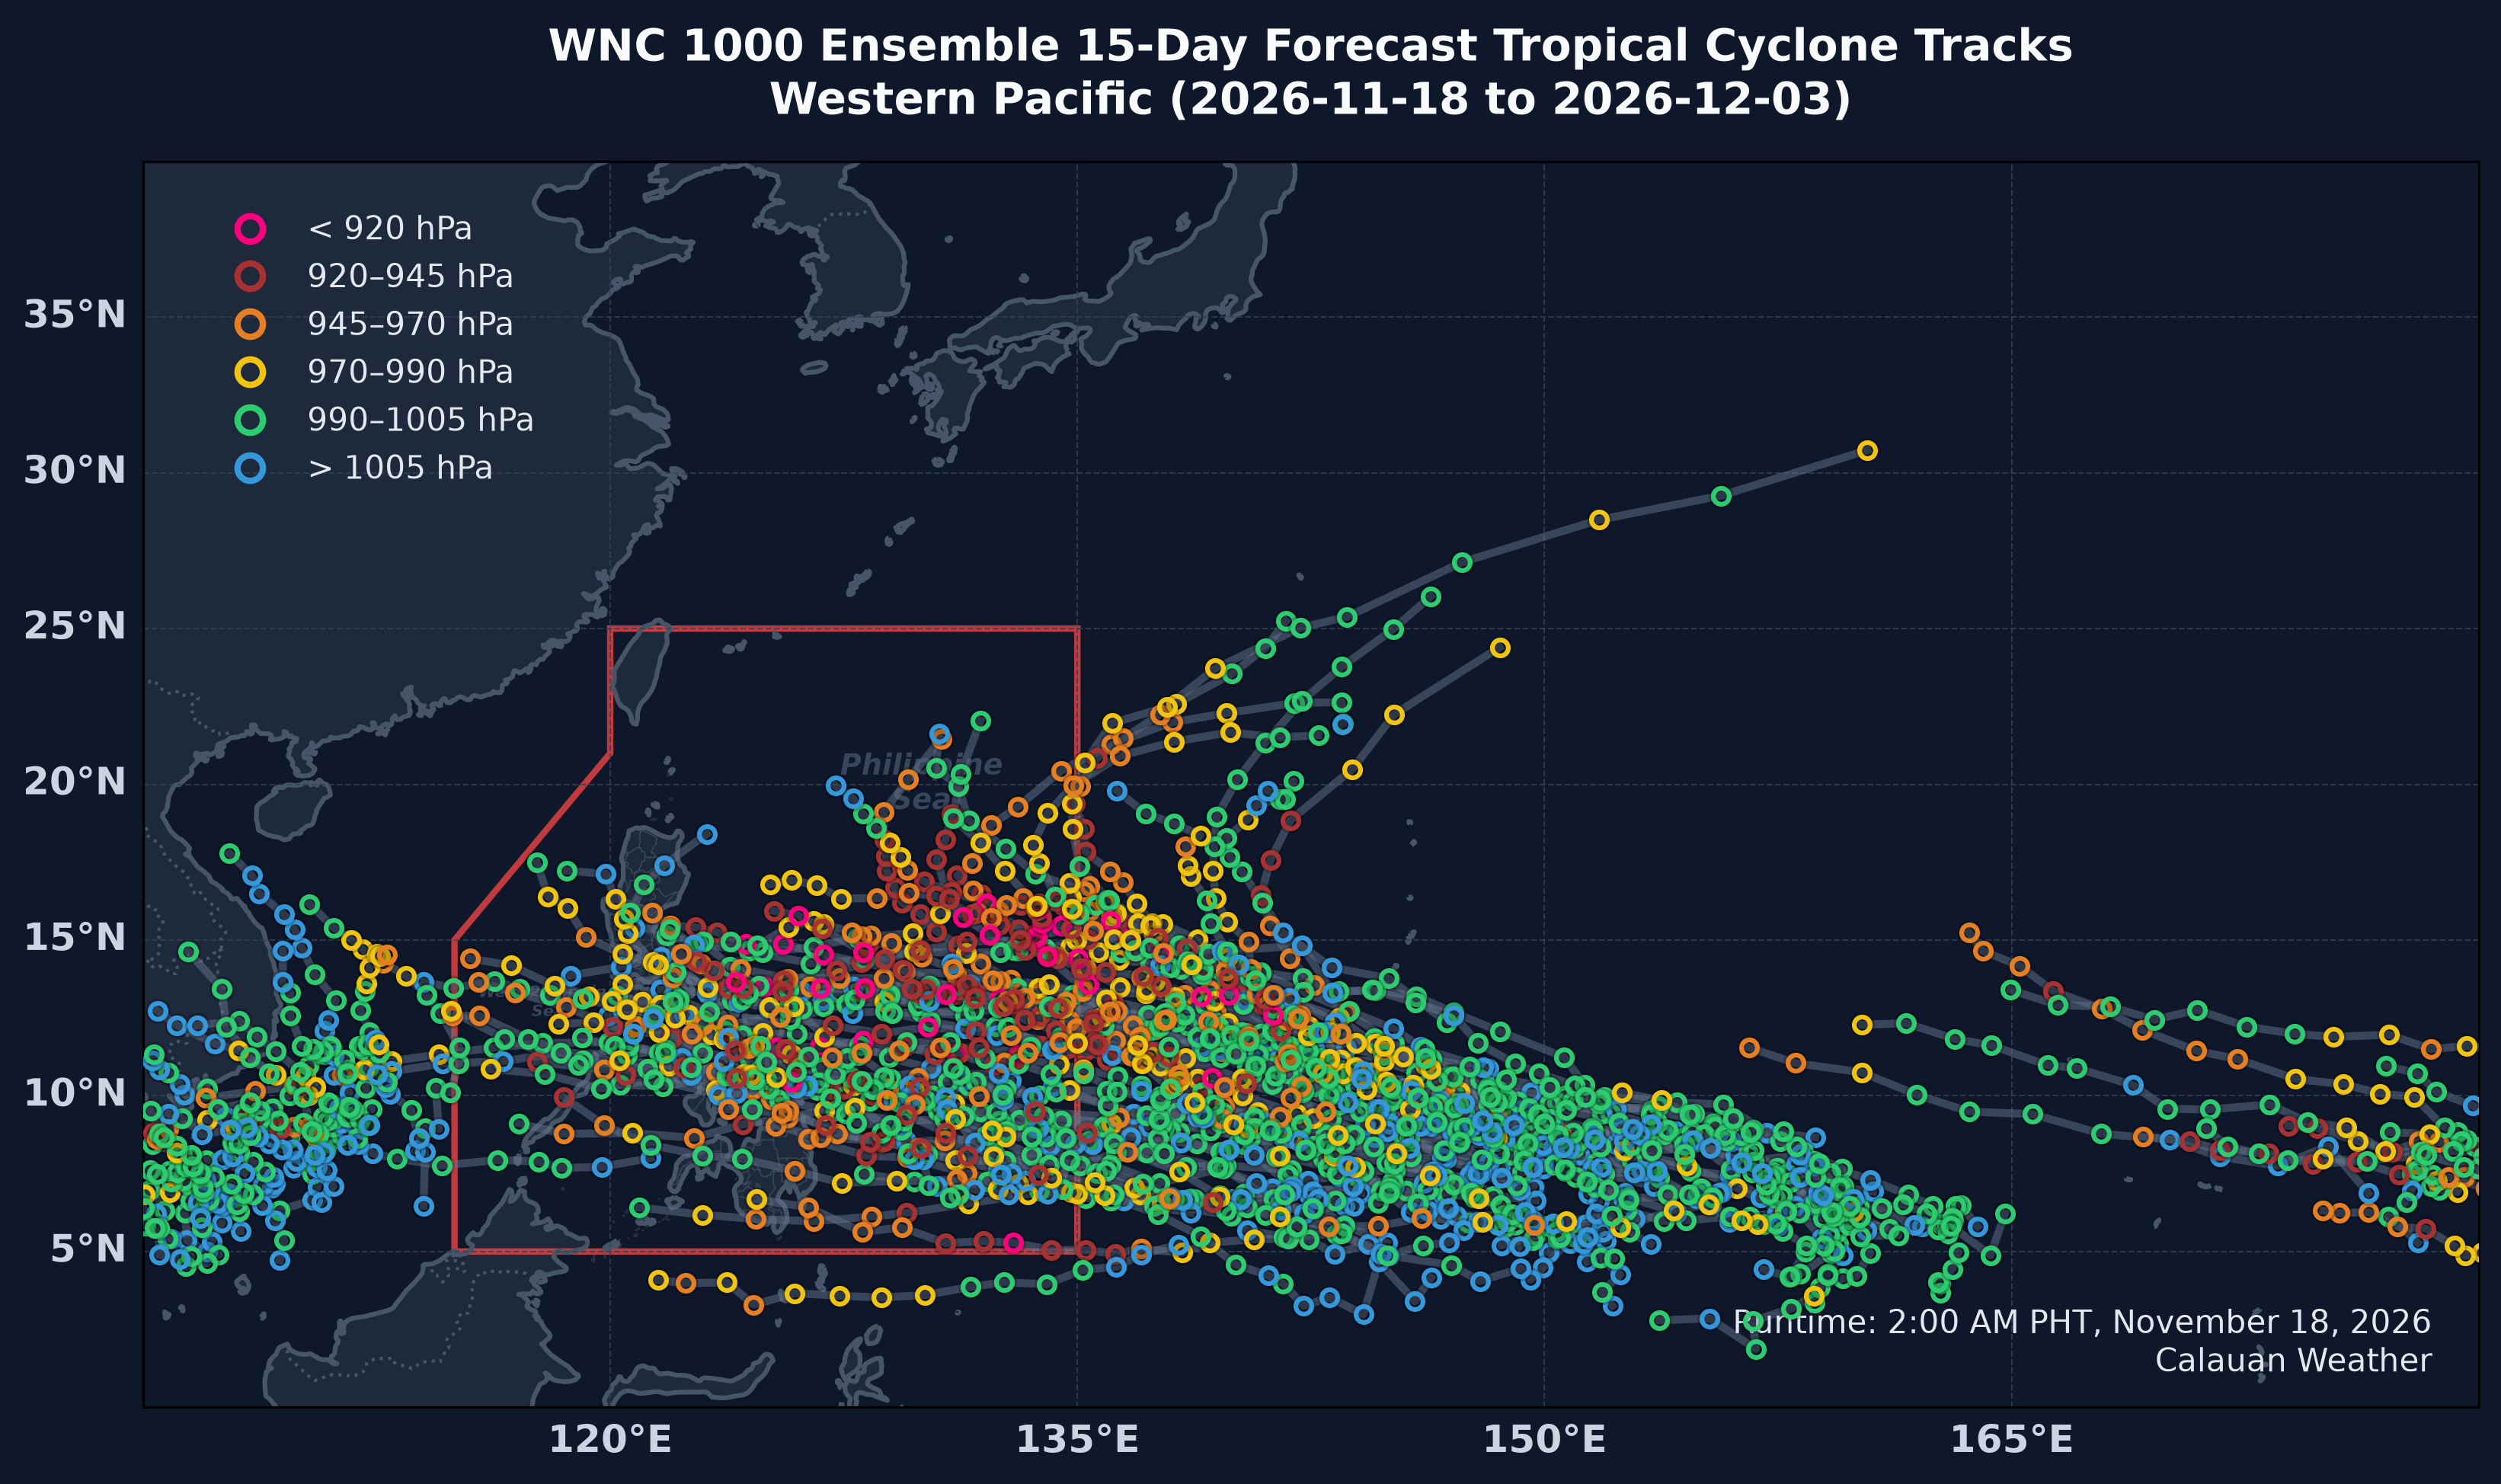 WNC 1000 Ensemble 15-Day Forecast Tropical Cyclone Tracks
Western Pacific (2026-11-18 to 2026-12-03)
< 920 hPa
920–945 hPa
945–970 hPa
970–990 hPa
990–1005 hPa
> 1005 hPa
35°N
30°N
25°N
20°N
15°N
10°N
5°N
Philippine
Sea
Runtime: 2:00 AM PHT, November 18, 2026
Calauan Weather
120°E
135°E
150°E
165°E